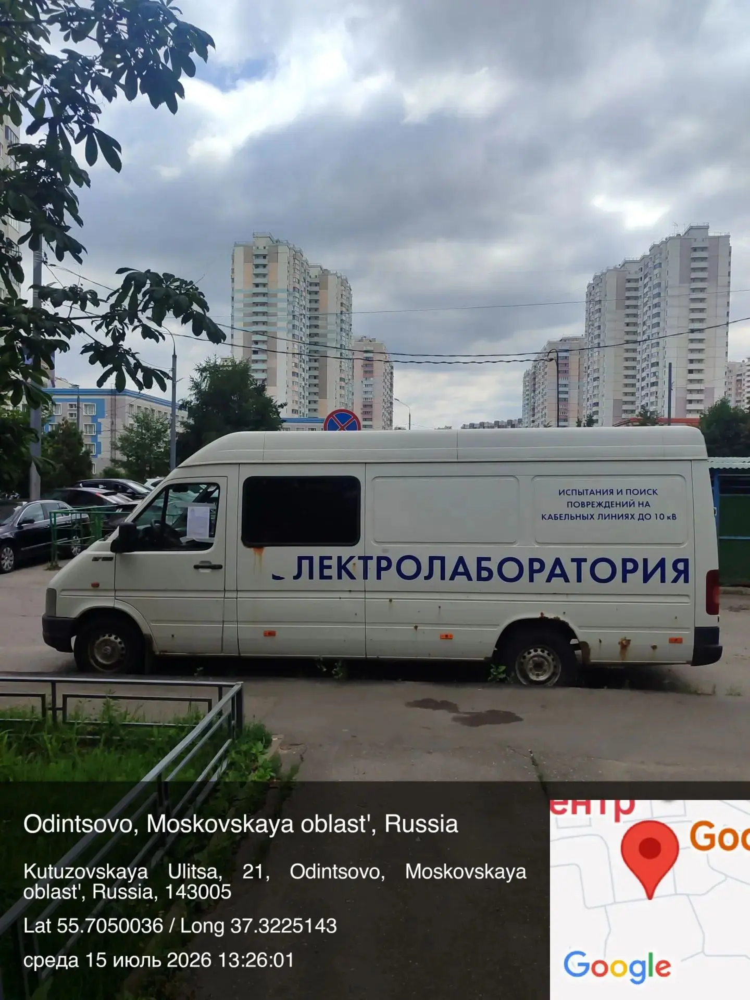 ИСПЫТАНИЯ И ПОИСК
ПОВРЕЖДЕНИЙ НА
КАБЕЛЬНЫХ ЛИНИЯХ ДО 10 кВ
ЛЕКТРОЛАБОРАТОРИЯ
Odintsovo, Moskovskaya oblast', Russia
Kutuzovskaya Ulitsa, 21, Odintsovo, Moskovskaya
oblast', Russia, 143005
Lat 55.7050036 / Long 37.3225143
среда 15 июль 2026 13:26:01
ентр
Goo
Google